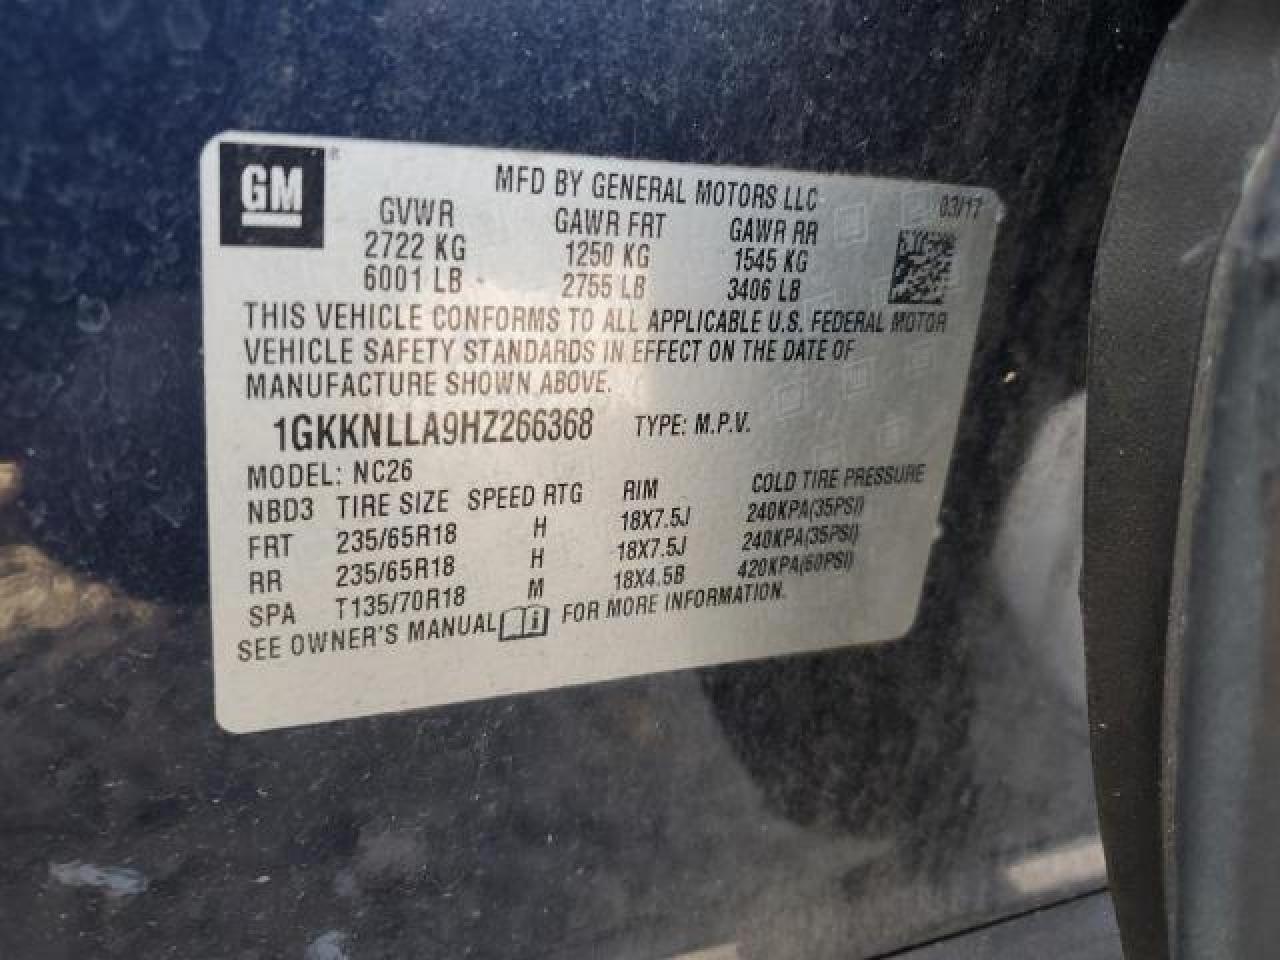 GM
MFD BY GENERAL MOTORS LLC
03/17
GVWR GAWR FRT GAWR RR
2722 KG 1250 KG 1545 KG
6001 LB 2755 LB 3406 LB
THIS VEHICLE CONFORMS TO ALL APPLICABLE U.S. FEDERAL MOTOR
VEHICLE SAFETY STANDARDS IN EFFECT ON THE DATE OF
MANUFACTURE SHOWN ABOVE.
1GKKNLLA9HZ266368 TYPE: M.P.V.
MODEL: NC26
NBD3 TIRE SIZE SPEED RTG RIM COLD TIRE PRESSURE
FRT 235/65R18 H 18X7.5J 240KPA(35PSI)
RR 235/65R18 H 18X7.5J 240KPA(35PSI)
SPA T135/70R18 M 18X4.5B 420KPA(60PSI)
SEE OWNER'S MANUAL FOR MORE INFORMATION.